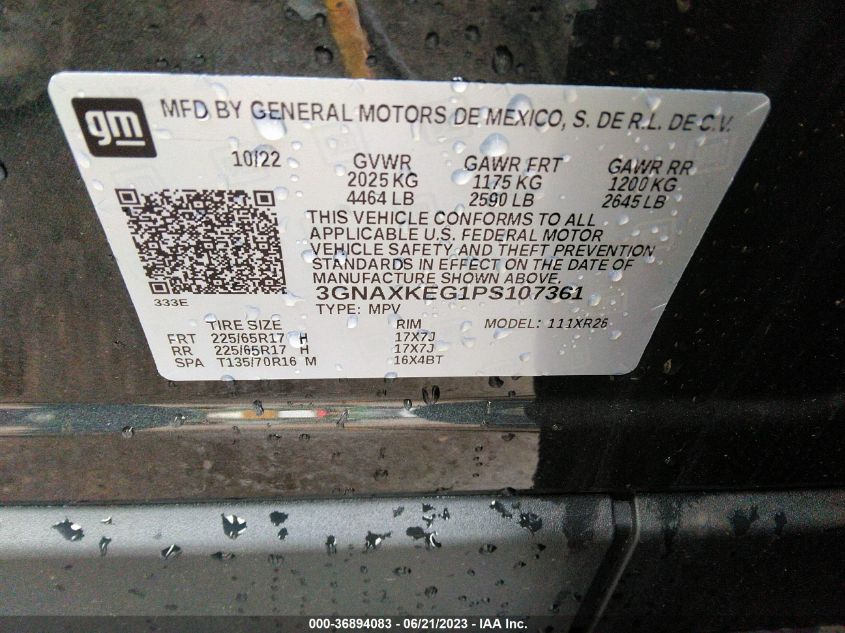 gm
MFD BY GENERAL MOTORS DE MEXICO, S. DE R.L. DE C.V.
10/22 GVWR GAWR FRT GAWR RR
2025 KG 1175 KG 1200 KG
4464 LB 2590 LB 2645 LB
THIS VEHICLE CONFORMS TO ALL
APPLICABLE U.S. FEDERAL MOTOR
VEHICLE SAFETY AND THEFT PREVENTION
STANDARDS IN EFFECT ON THE DATE OF
MANUFACTURE SHOWN ABOVE.
333E 3GNAXKEG1PS107361
TYPE: MPV MODEL: 111XR26
TIRE SIZE RIM
FRT 225/65R17 H 17X7J
RR 225/65R17 H 17X7J
SPA T135/70R16 M 16X4BT
000-36894083 - 06/21/2023 - IAA Inc.